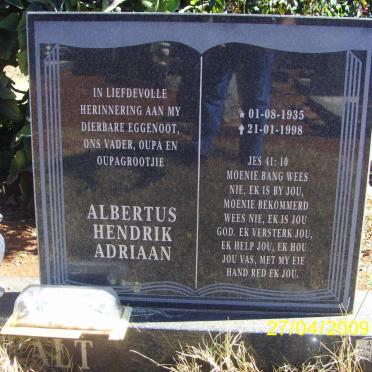 IN LIEFDEVOLLE
HERINNERING AAN MY
DIERBARE EGGENOOT,
ONS VADER, OUPA EN
OUPAGROOTJIE
ALBERTUS
HENDRIK
ADRIAAN
01-08-1935
21-01-1998
JES 41: 10
MOENIE BANG WEES
NIE, EK IS BY JOU,
MOENIE BEKOMMERD
WEES NIE, EK IS JOU
GOD. EK VERSTERK JOU,
EK HELP JOU, EK HOU
JOU VAS, MET MY EIE
HAND RED EK JOU.
27/04/2009